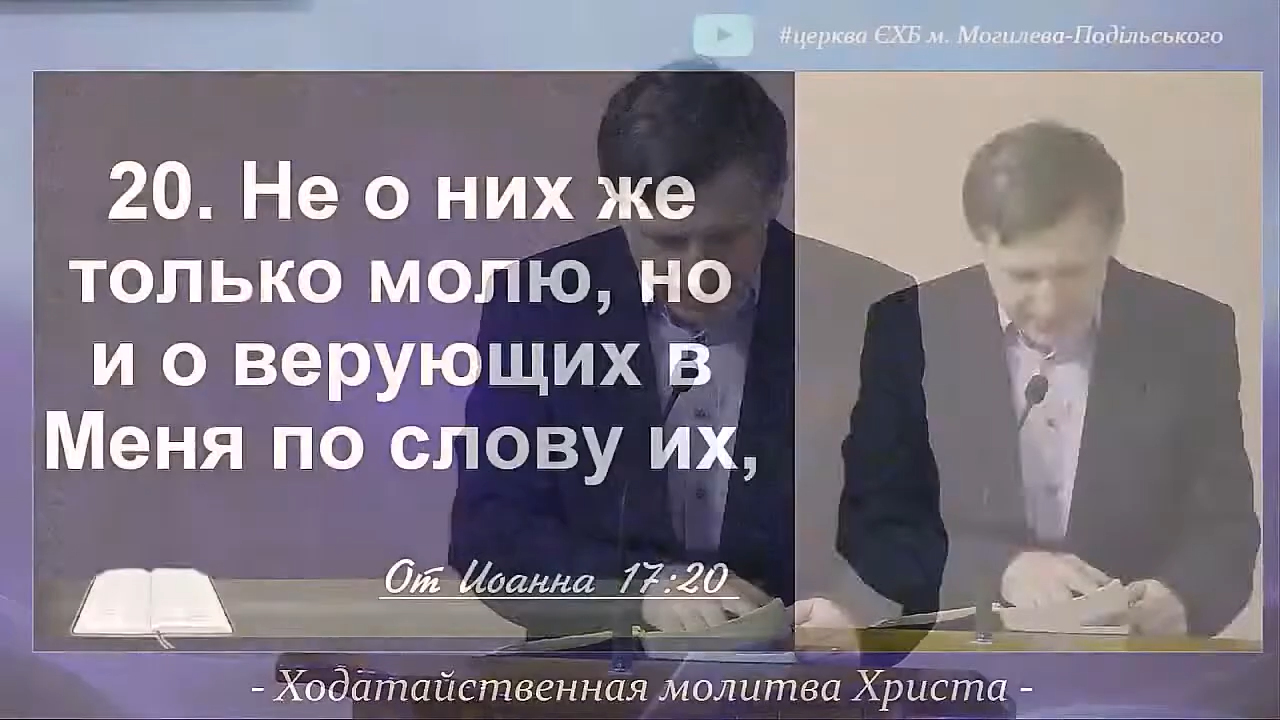 #церква ЄХБ м. Могилева-Подільського
20. Не о них же
только молю, но
и о верующих в
Меня по слову их,
От Иоанна 17:20
- Ходатайственная молитва Христа -